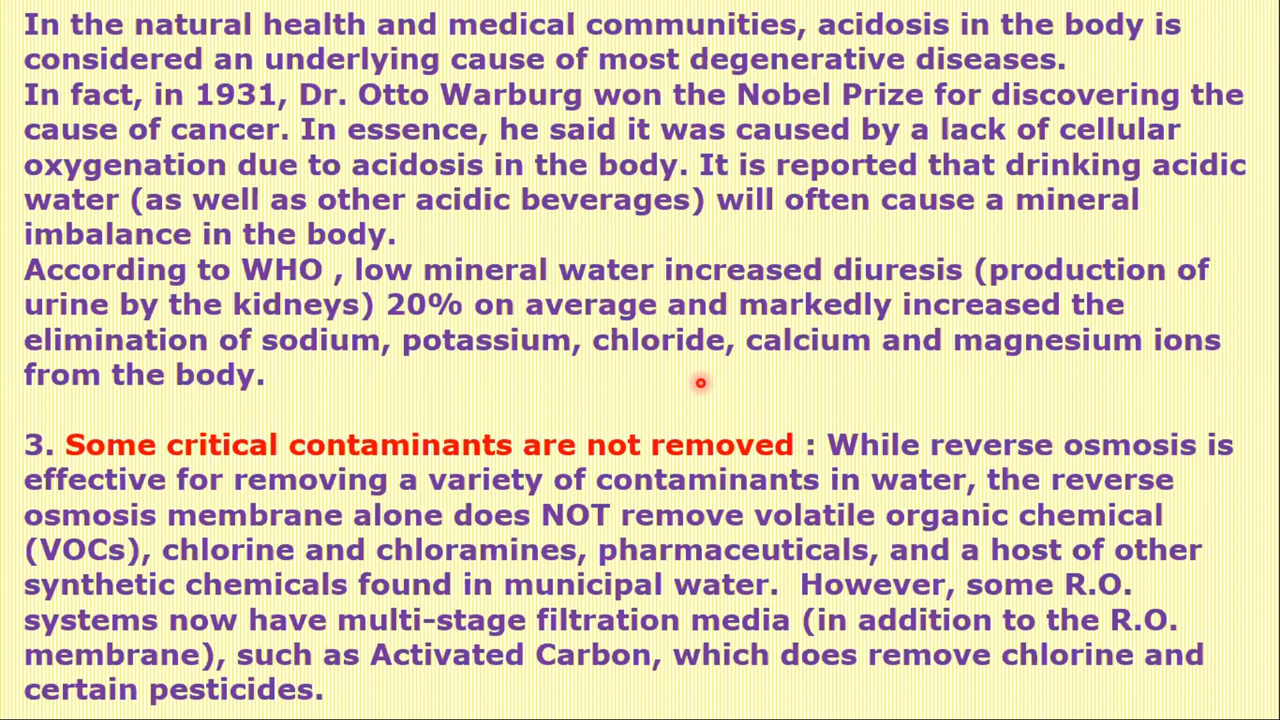 In the natural health and medical communities, acidosis in the body is
considered an underlying cause of most degenerative diseases.
In fact, in 1931, Dr. Otto Warburg won the Nobel Prize for discovering the
cause of cancer. In essence, he said it was caused by a lack of cellular
oxygenation due to acidosis in the body. It is reported that drinking acidic
water (as well as other acidic beverages) will often cause a mineral
imbalance in the body.
According to WHO , low mineral water increased diuresis (production of
urine by the kidneys) 20% on average and markedly increased the
elimination of sodium, potassium, chloride, calcium and magnesium ions
from the body.
3. Some critical contaminants are not removed : While reverse osmosis is
effective for removing a variety of contaminants in water, the reverse
osmosis membrane alone does NOT remove volatile organic chemical
(VOCs), chlorine and chloramines, pharmaceuticals, and a host of other
synthetic chemicals found in municipal water.  However, some R.O.
systems now have multi-stage filtration media (in addition to the R.O.
membrane), such as Activated Carbon, which does remove chlorine and
certain pesticides.